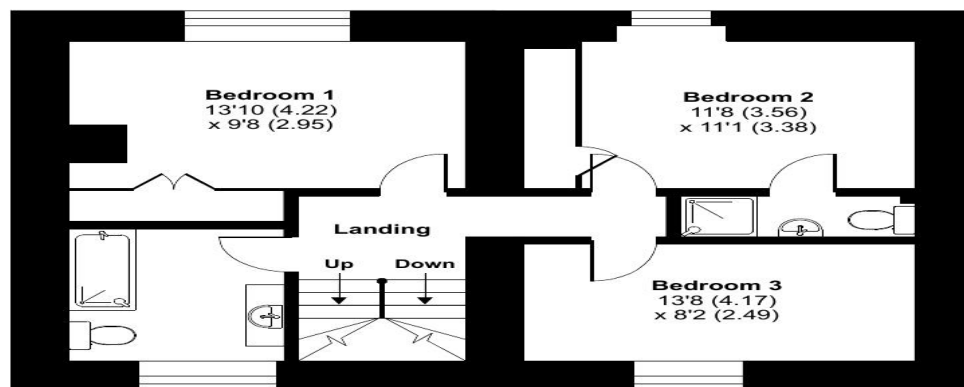 Bedroom 1
13'10 (4.22)
x 9'8 (2.95)
Bedroom 2
11'8 (3.56)
x 11'1 (3.38)
Landing
Up
Down
Bedroom 3
13'8 (4.17)
x 8'2 (2.49)